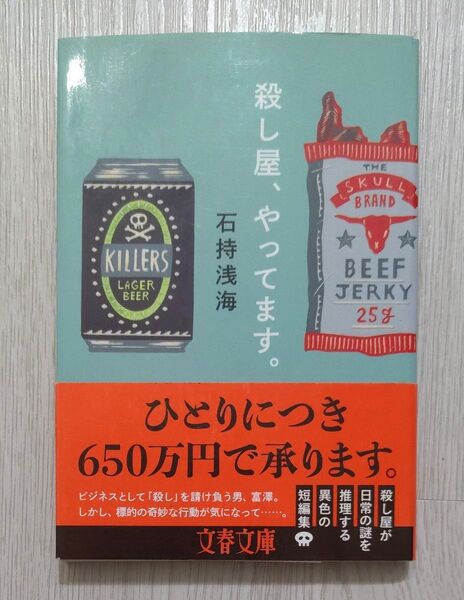 殺し屋、やってます。
石持浅海
KILLERS
LAGER
BEER
THE
SKULL
BRAND
BEEF
JERKY
25g
ひとりにつき
650万円で承ります。
ビジネスとして「殺し」を請け負う男、富澤。
しかし、標的の奇妙な行動が気になって……。
殺し屋が
日常の謎を
推理する
異色の
短編集
文春文庫